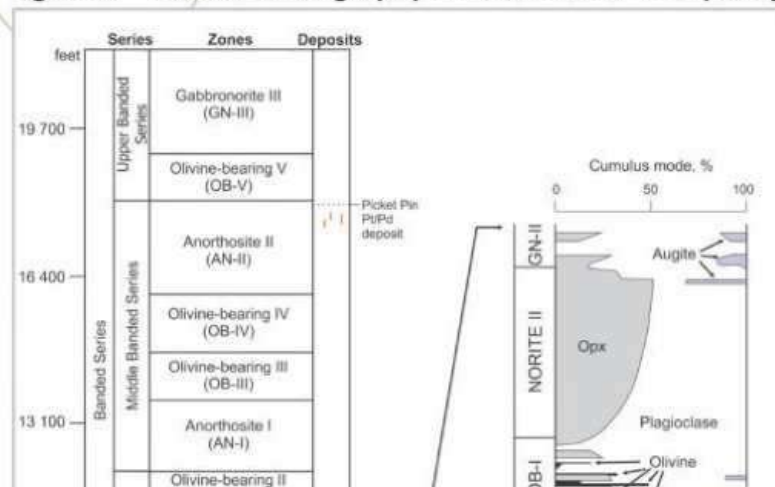 Series Zones Deposits
feet
Gabbronorite III
(GN-III)
19 700
Upper Banded
Series
Olivine-bearing V
(OB-V)
Picket Pin
Pt/Pd
deposit
Anorthosite II
(AN-II)
16 400
Olivine-bearing IV
(OB-IV)
Middle Banded Series
Banded Series
Olivine-bearing III
(OB-III)
Anorthosite I
(AN-I)
13 100
Olivine-bearing II
Cumulus mode, %
0 50 100
GN-II
Augite
NORITE II
Opx
Plagioclase
Olivine
OB-I